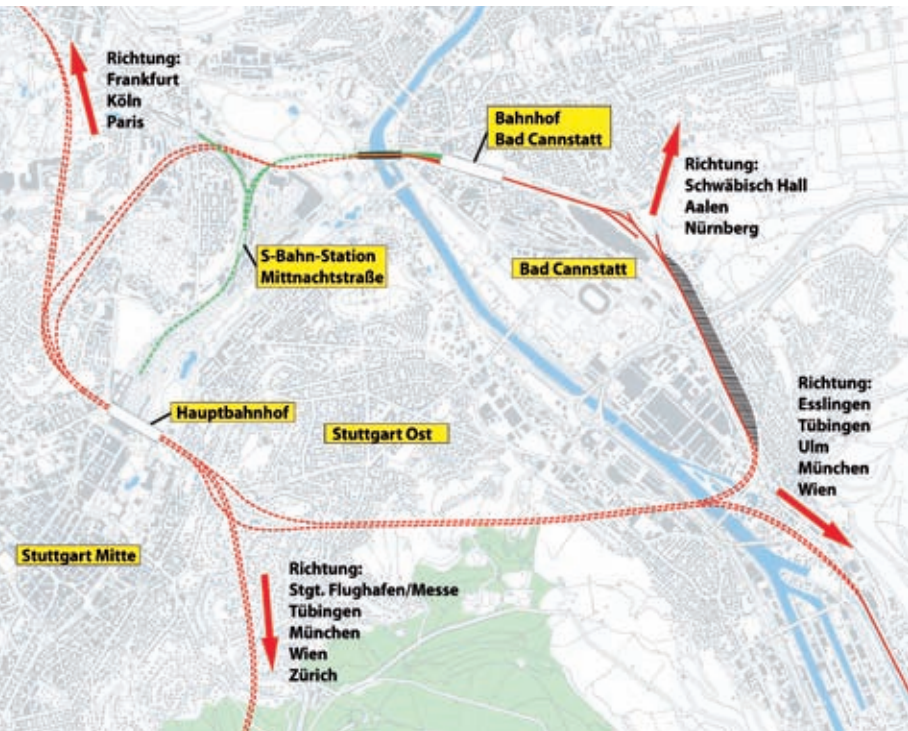 Richtung:
Frankfurt
Köln
Paris
Bahnhof
Bad Cannstatt
Richtung:
Schwäbisch Hall
Aalen
Nürnberg
S-Bahn-Station
Mittnachtstraße
Bad Cannstatt
Richtung:
Esslingen
Tübingen
Ulm
München
Wien
Hauptbahnhof
Stuttgart Ost
Stuttgart Mitte
Richtung:
Stgt. Flughafen/Messe
Tübingen
München
Wien
Zürich